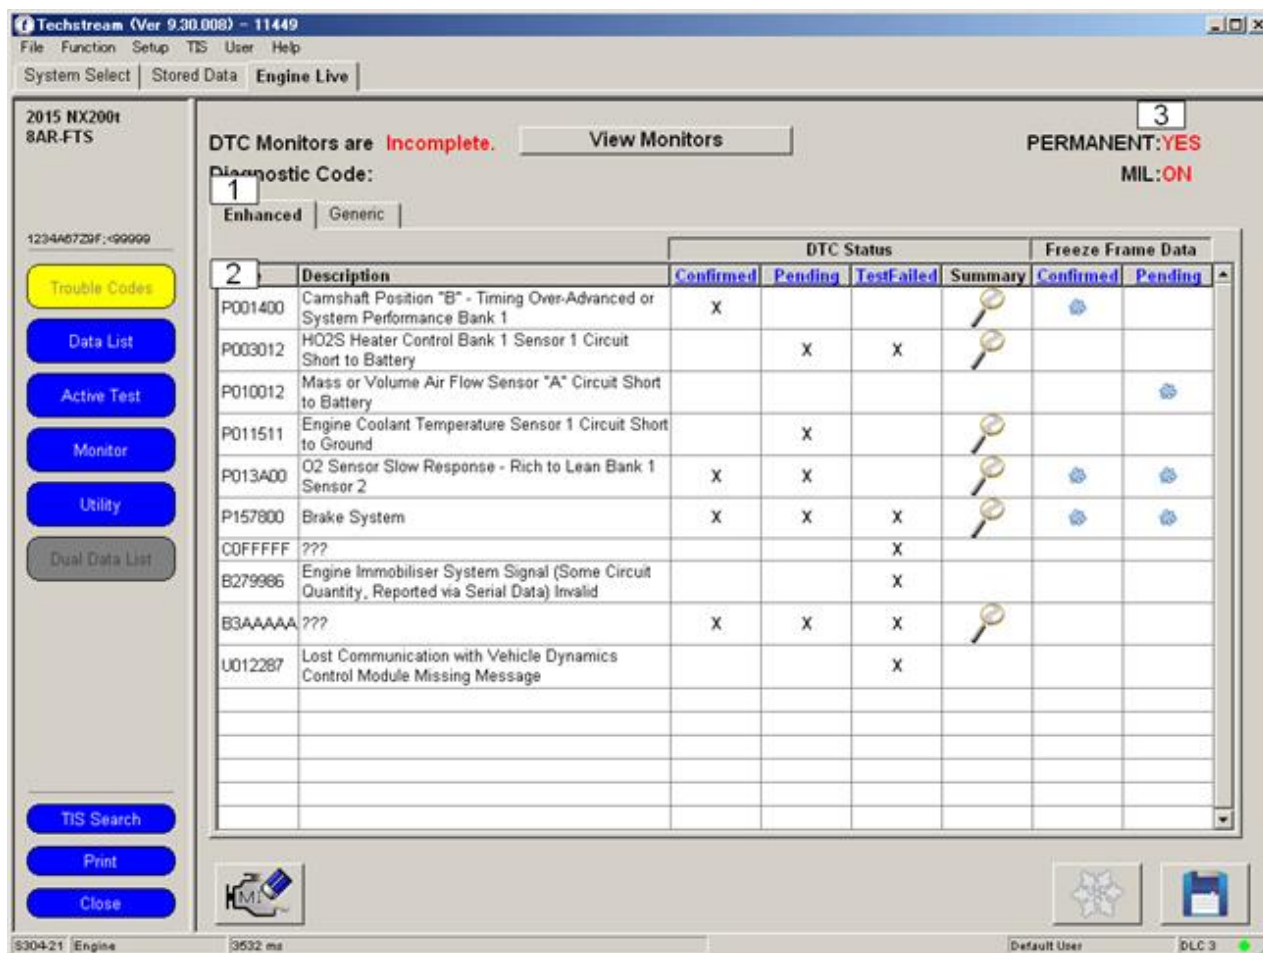 Techstream (Ver 9.30.008) - 11449
File Function Setup TIS User Help
System Select Stored Data Engine Live
2015 NX200t
8AR-FTS
3
DTC Monitors are Incomplete. View Monitors PERMANENT:YES
Diagnostic Code: MIL:ON
1
Enhanced Generic
1234A67Z9F;<99999
DTC Status Freeze Frame Data
2 Description Confirmed Pending TestFailed Summary Confirmed Pending
P001400 Camshaft Position "B" - Timing Over-Advanced or
System Performance Bank 1 X
P003012 HO2S Heater Control Bank 1 Sensor 1 Circuit
Short to Battery X X
P010012 Mass or Volume Air Flow Sensor "A" Circuit Short
to Battery
P011511 Engine Coolant Temperature Sensor 1 Circuit Short
to Ground X
P013A00 O2 Sensor Slow Response - Rich to Lean Bank 1
Sensor 2 X X
P157800 Brake System X X X
C0FFFFF ??? X
B279986 Engine Immobiliser System Signal (Some Circuit
Quantity, Reported via Serial Data) Invalid X
B3AAAAA ??? X X X
U012287 Lost Communication with Vehicle Dynamics
Control Module Missing Message X
Trouble Codes
Data List
Active Test
Monitor
Utility
Dual Data List
TIS Search
Print
Close
S304-21 Engine 3532 ms Default User DLC 3